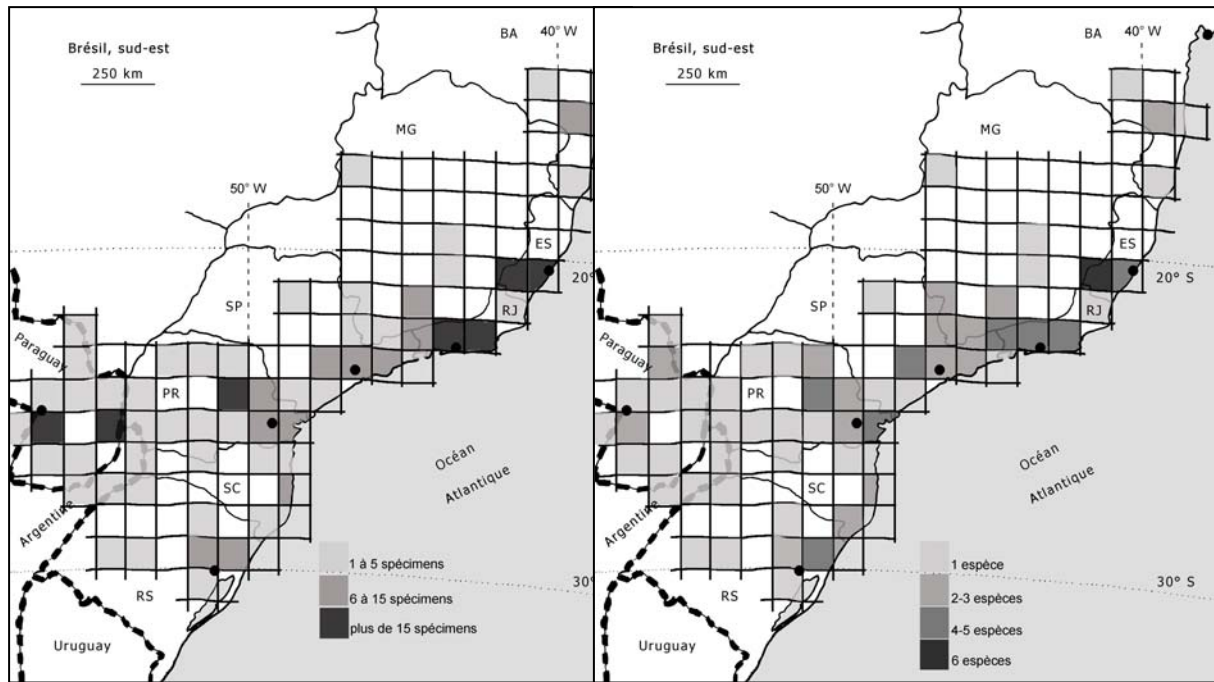 Brésil, sud-est
250 km
BA
40° W
MG
50° W
ES
20°
SP
RJ
Paraguay
PR
Océan
Atlantique
SC
Argentine
1 à 5 spécimens
6 à 15 spécimens
plus de 15 spécimens
30°
RS
Uruguay
Brésil, sud-est
250 km
BA
40° W
MG
50° W
ES
20° S
SP
RJ
Paraguay
PR
Océan
Atlantique
SC
Argentine
1 espèce
2-3 espèces
4-5 espèces
6 espèces
30° S
RS
Uruguay